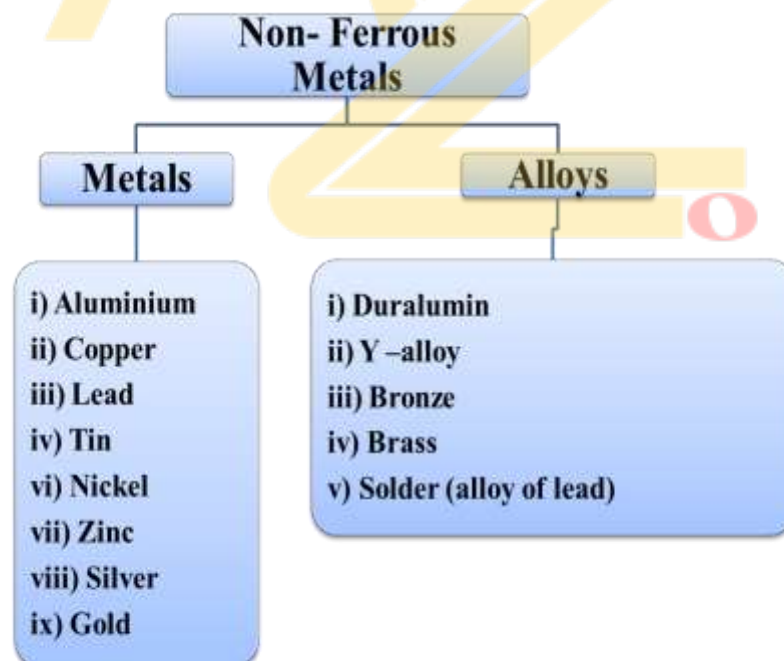 Non- Ferrous
Metals
Metals
Alloys
i) Aluminium
ii) Copper
iii) Lead
iv) Tin
vi) Nickel
vii) Zinc
viii) Silver
ix) Gold
i) Duralumin
ii) Y –alloy
iii) Bronze
iv) Brass
v) Solder (alloy of lead)